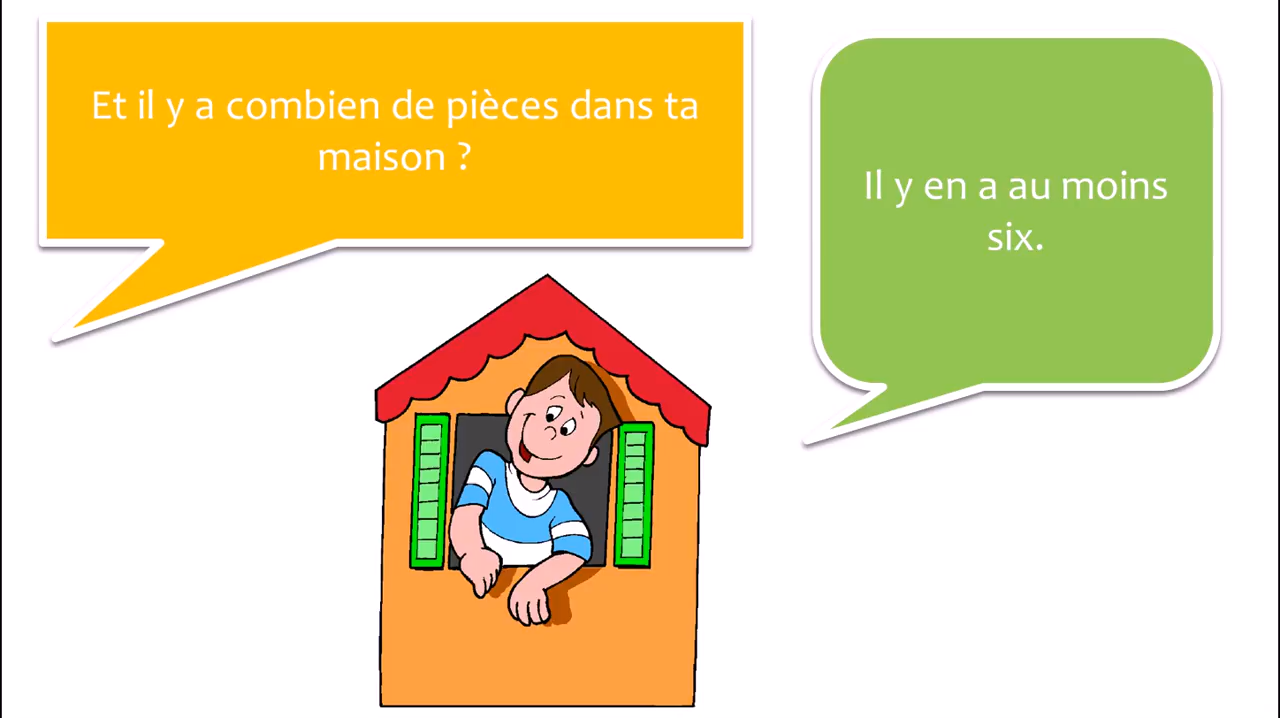 Et il y a combien de pièces dans ta
maison ?
Il y en a au moins
six.